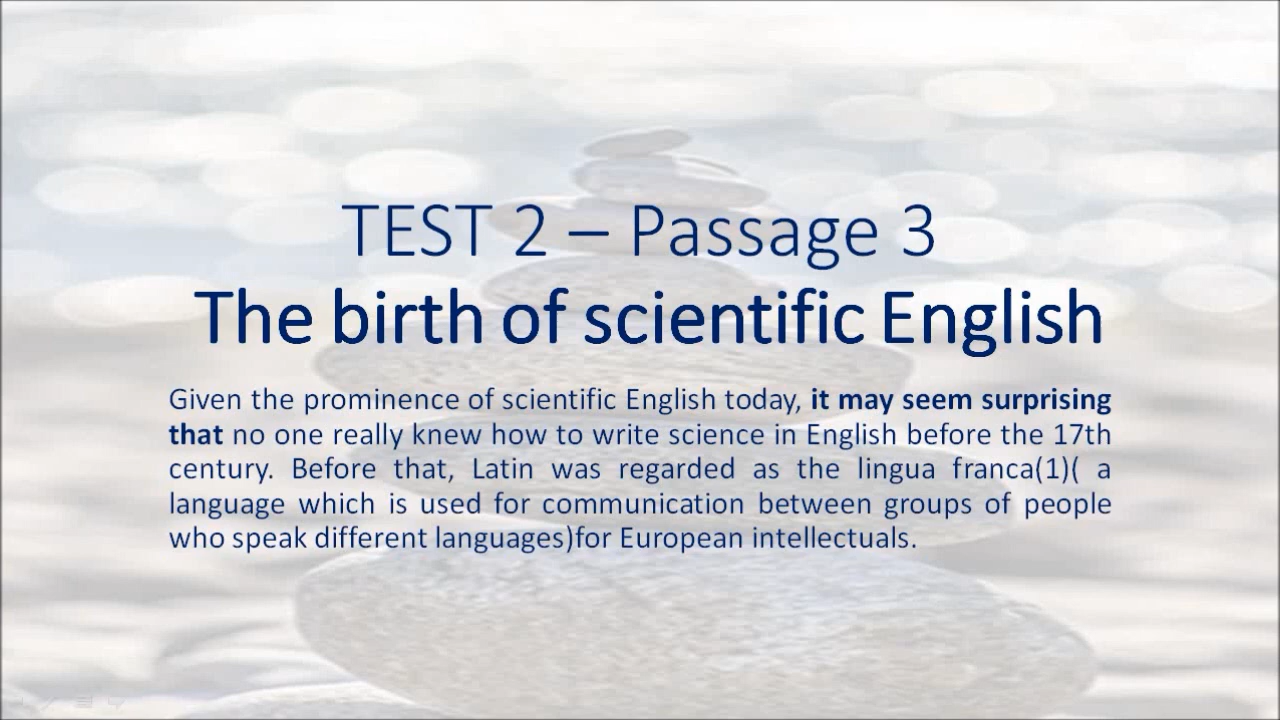 TEST 2 – Passage 3
The birth of scientific English
Given the prominence of scientific English today, it may seem surprising
that no one really knew how to write science in English before the 17th
century. Before that, Latin was regarded as the lingua franca(1)( a
language which is used for communication between groups of people
who speak different languages)for European intellectuals.